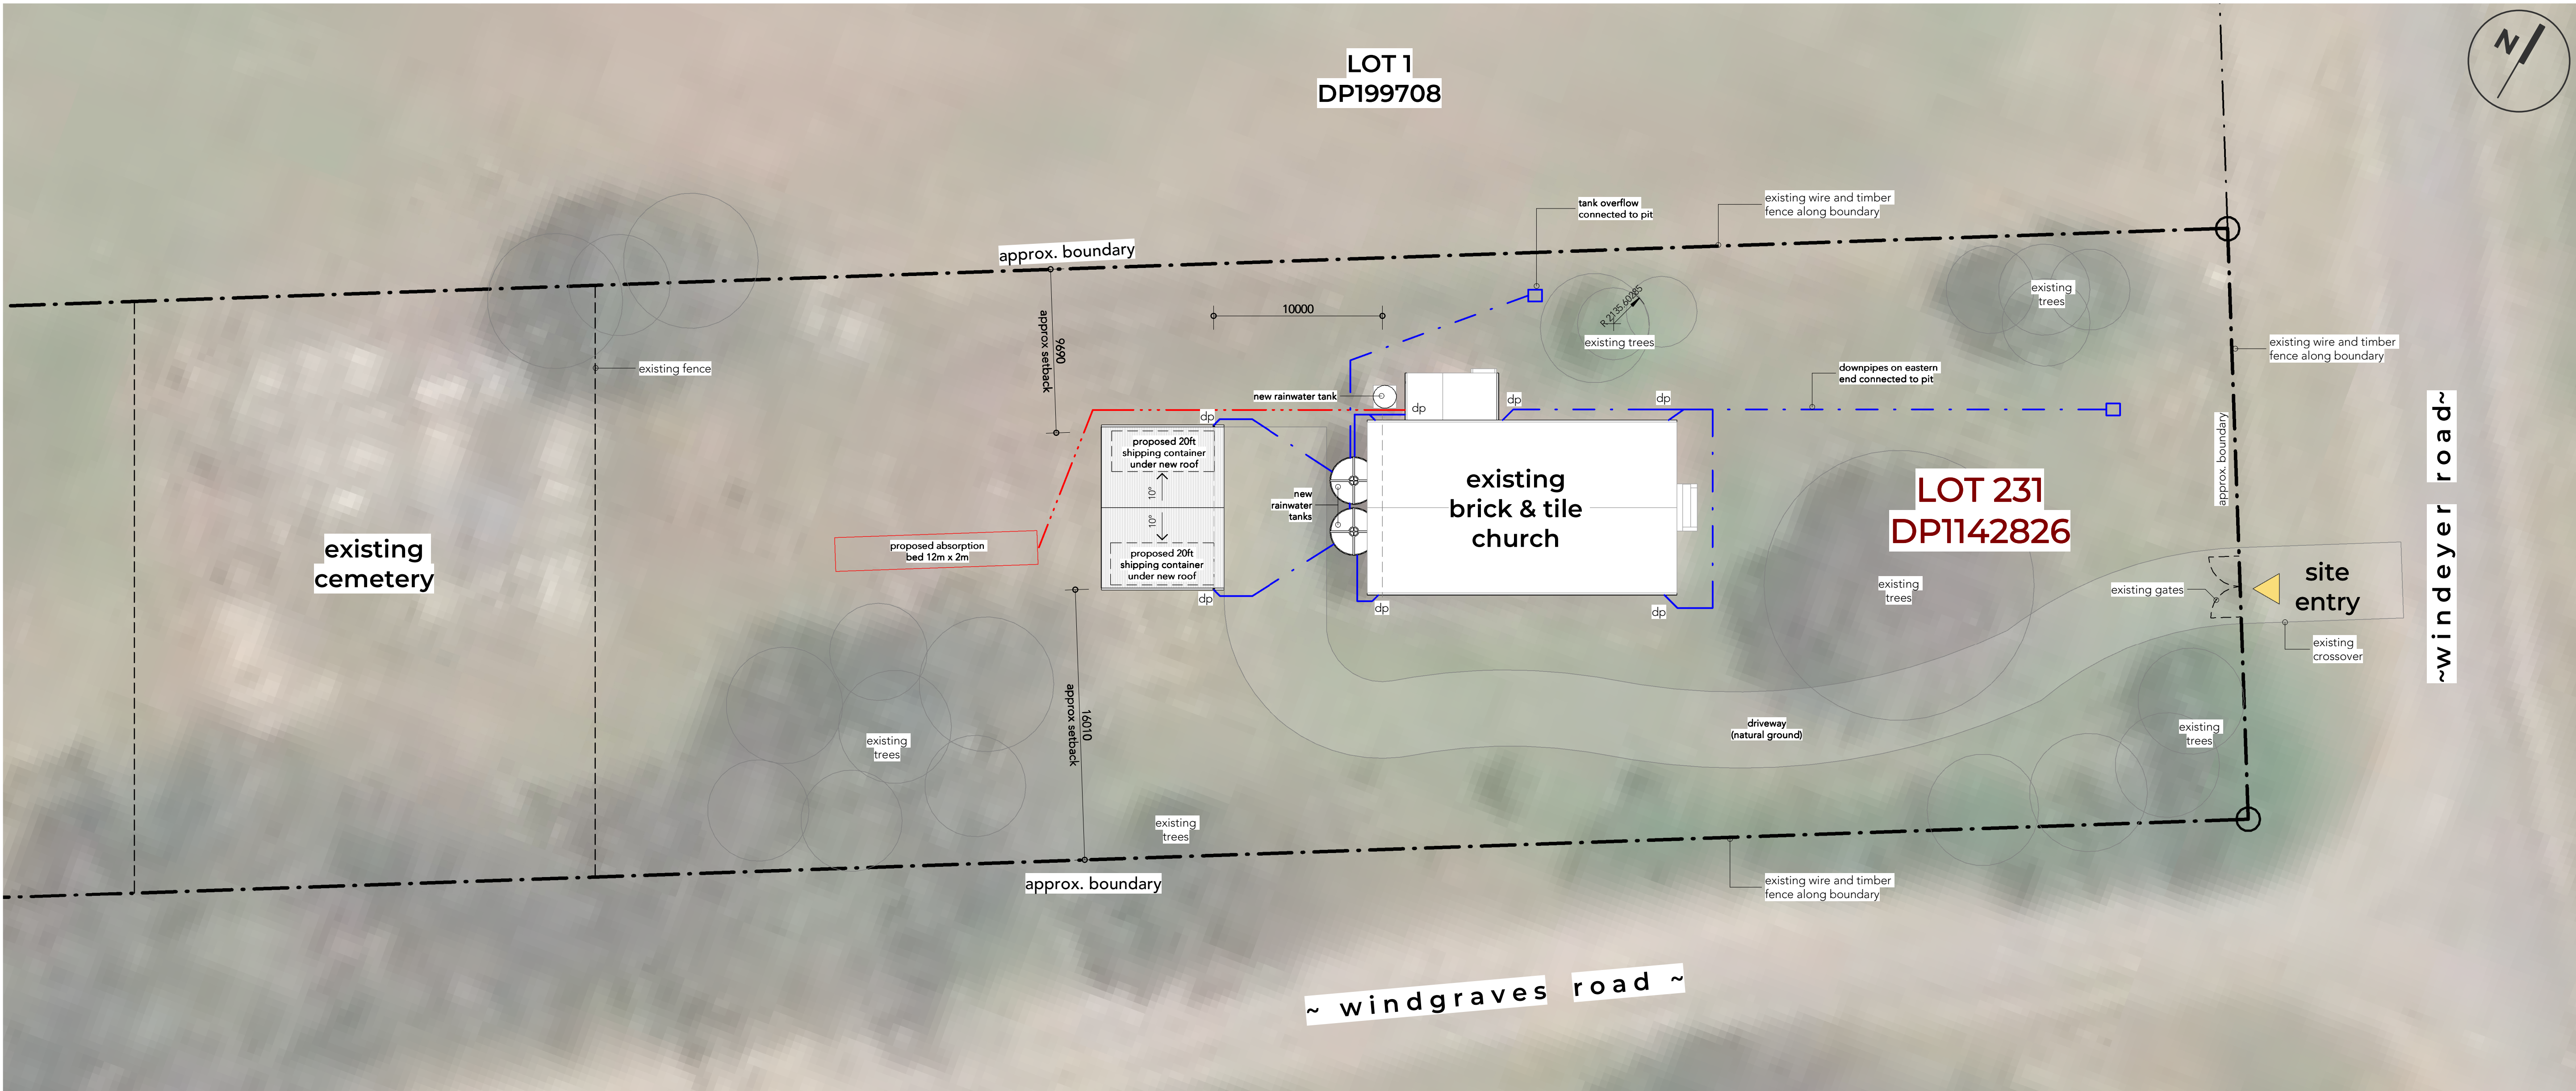 N
LOT 1
DP199708
tank overflow
connected to pit
existing wire and timber
fence along boundary
approx. boundary
existing
trees
R 2135.60285
10000
9690
approx setback
existing trees
existing wire and timber
fence along boundary
existing fence
downpipes on eastern
end connected to pit
new rainwater tank
dp
dp
dp
dp
proposed 20ft
shipping container
under new roof
10°
10°
proposed 20ft
shipping container
under new roof
new
rainwater
tanks
existing
brick & tile
church
LOT 231
DP1142826
approx. boundary
~windeyer road~
proposed absorption
bed 12m x 2m
existing
cemetery
existing
trees
existing gates
site
entry
dp
dp
dp
existing
crossover
16010
approx setback
existing
trees
driveway
(natural ground)
existing
trees
existing
trees
approx. boundary
existing wire and timber
fence along boundary
~ windgraves road ~